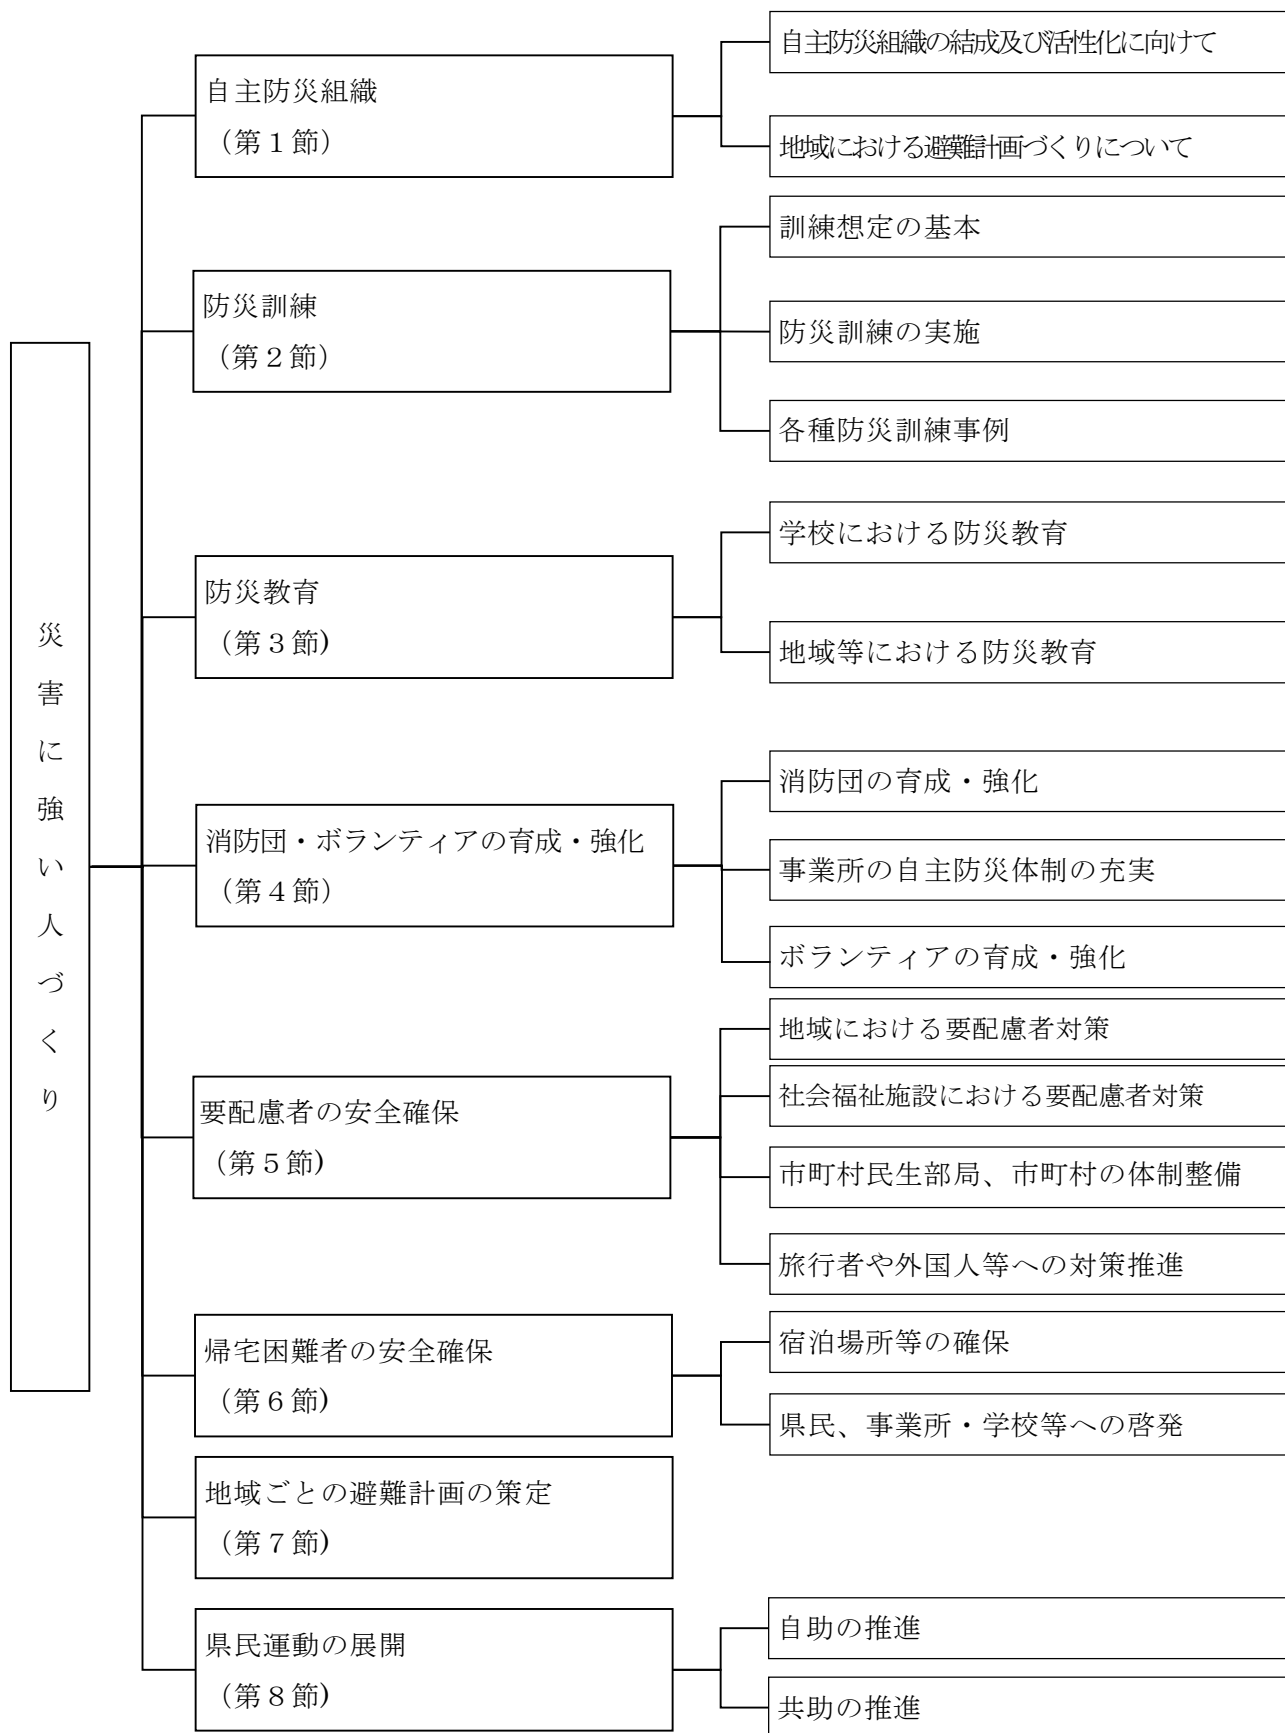 災害に強い人づくり
自主防災組織
（第１節）
自主防災組織の結成及び活性化に向けて
地域における避難計画づくりについて
防災訓練
（第２節）
訓練想定の基本
防災訓練の実施
各種防災訓練事例
防災教育
（第３節)
学校における防災教育
地域等における防災教育
消防団・ボランティアの育成・強化
（第４節）
消防団の育成・強化
事業所の自主防災体制の充実
ボランティアの育成・強化
要配慮者の安全確保
（第５節)
地域における要配慮者対策
社会福祉施設における要配慮者対策
市町村民生部局、市町村の体制整備
旅行者や外国人等への対策推進
帰宅困難者の安全確保
（第６節)
宿泊場所等の確保
県民、事業所・学校等への啓発
地域ごとの避難計画の策定
（第７節)
県民運動の展開
（第８節)
自助の推進
共助の推進